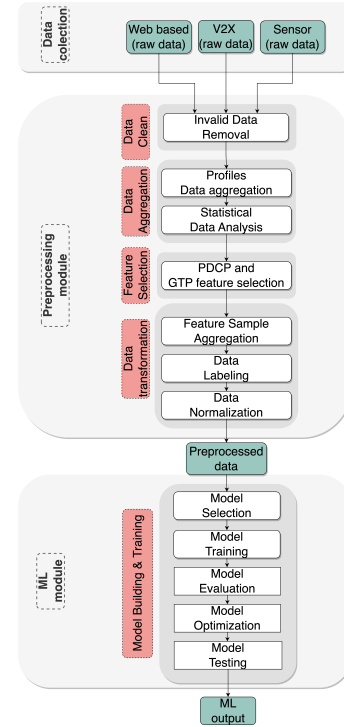 Data
colection
Web based
(raw data)
V2X
(raw data)
Sensor
(raw data)
Preprocessing
module
Data
Clean
Invalid Data
Removal
Data
Aggregation
Profiles
Data aggregation
Statistical
Data Analysis
Feature
Selection
PDCP and
GTP feature selection
Data
transformation
Feature Sample
Aggregation
Data
Labeling
Data
Normalization
Preprocessed
data
ML
module
Model Building & Training
Model
Selection
Model
Training
Model
Evaluation
Model
Optimization
Model
Testing
ML
output